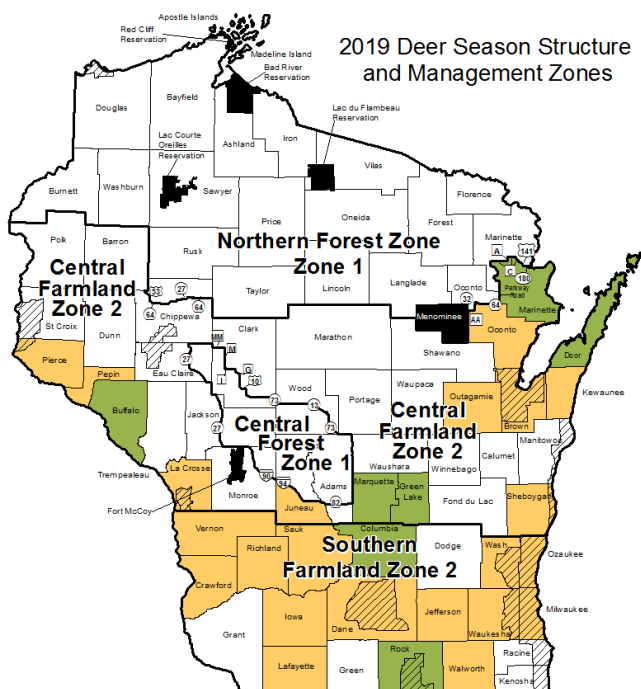 Apostle Islands
Red Cliff
Reservation
Madeline Island
Bad River
Reservation
2019 Deer Season Structure
and Management Zones
Douglas
Bayfield
Lac du Flambeau
Reservation
Iron
Ashland
Lac Courte
Oreilles
Reservation
Vilas
Burnett
Washburn
Sawyer
Florence
Price
Oneida
Forest
Marinette
Polk
Barron
Rusk
Northern Forest Zone
Zone 1
A
141
C
180
Parkway
Road
Marinette
Central
Farmland
Zone 2
Taylor
Lincoln
Langlade
Oconto
32
64
53
27
64
64
Chippewa
St Croix
Dunn
Clark
Marathon
Menominee
AA
Oconto
MM
M
Shawano
Door
Pierce
Pepin
Eau Claire
27
G
I
10
Wood
73
13
Portage
Waupaca
Outagamie
Kewaunee
Buffalo
Jackson
27
73
Central
Forest
Zone 1
Central
Farmland
Zone 2
Brown
Manitowoc
Trempealeau
La Crosse
Fort McCoy
Monroe
90
94
Adams
82
Juneau
Waushara
Winnebago
Calumet
Marquette
Green
Lake
Fond du Lac
Sheboygan
Vernon
Sauk
Columbia
Dodge
Wash
Ozaukee
Richland
Southern
Farmland Zone 2
Crawford
Iowa
Dane
Jefferson
Waukesha
Milwaukee
Grant
Lafayette
Green
Rock
Walworth
Racine
Kenosha